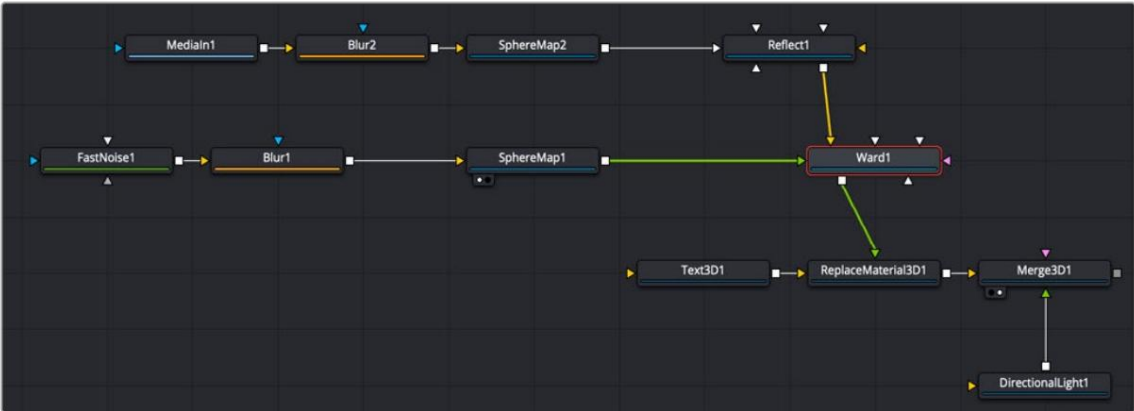 MediaIn1
Blur2
SphereMap2
Reflect1
FastNoise1
Blur1
SphereMap1
Ward1
Text3D1
ReplaceMaterial3D1
Merge3D1
DirectionalLight1